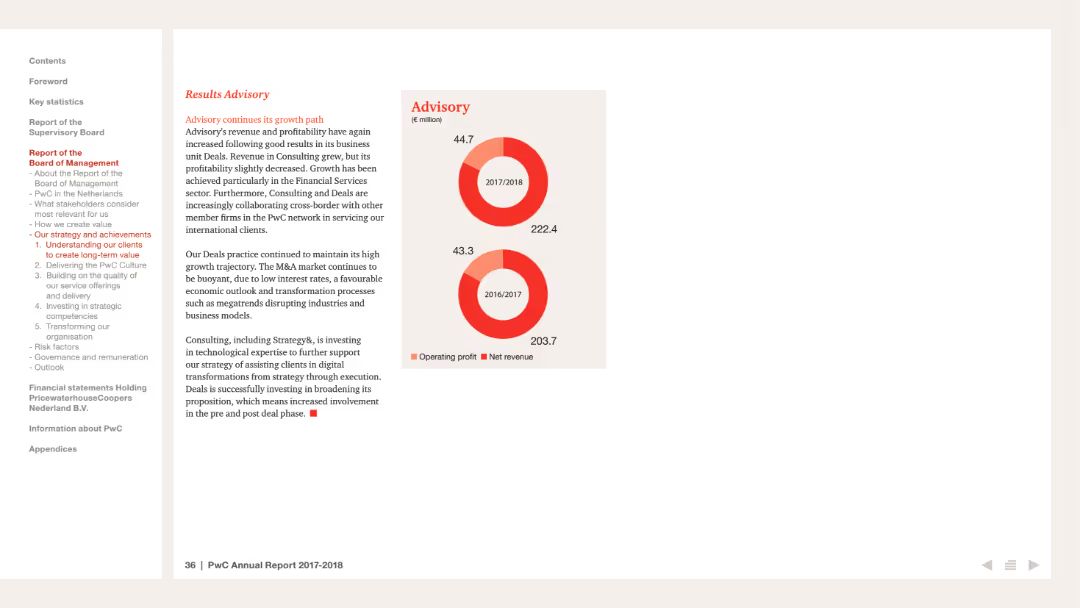 Contents
Foreword
Key statistics
Report of the
Supervisory Board
Report of the
Board of Management
- About the Report of the
Board of Management
- PwC in the Netherlands
- What stakeholders consider
most relevant for us
- How we create value
- Our strategy and achievements
1. Understanding our clients
to create long-term value
2. Delivering the PwC Culture
3. Building on the quality of
our service offerings
and delivery
4. Investing in strategic
competencies
5. Transforming our
organisation
- Risk factors
- Governance and remuneration
- Outlook
Financial statements Holding
PricewaterhouseCoopers
Nederland B.V.
Information about PwC
Appendices
Results Advisory
Advisory continues its growth path
Advisory's revenue and profitability have again
increased following good results in its business
unit Deals. Revenue in Consulting grew, but its
profitability slightly decreased. Growth has been
achieved particularly in the Financial Services
sector. Furthermore, Consulting and Deals are
increasingly collaborating cross-border with other
member firms in the PwC network in servicing our
international clients.
Our Deals practice continued to maintain its high
growth trajectory. The M&A market continues to
be buoyant, due to low interest rates, a favourable
economic outlook and transformation processes
such as megatrends disrupting industries and
business models.
Consulting, including Strategy&, is investing
in technological expertise to further support
our strategy of assisting clients in digital
transformations from strategy through execution.
Deals is successfully investing in broadening its
proposition, which means increased involvement
in the pre and post deal phase.
Advisory
(€ million)
44.7
2017/2018
222.4
43.3
2016/2017
203.7
Operating profit Net revenue
36 | PwC Annual Report 2017-2018